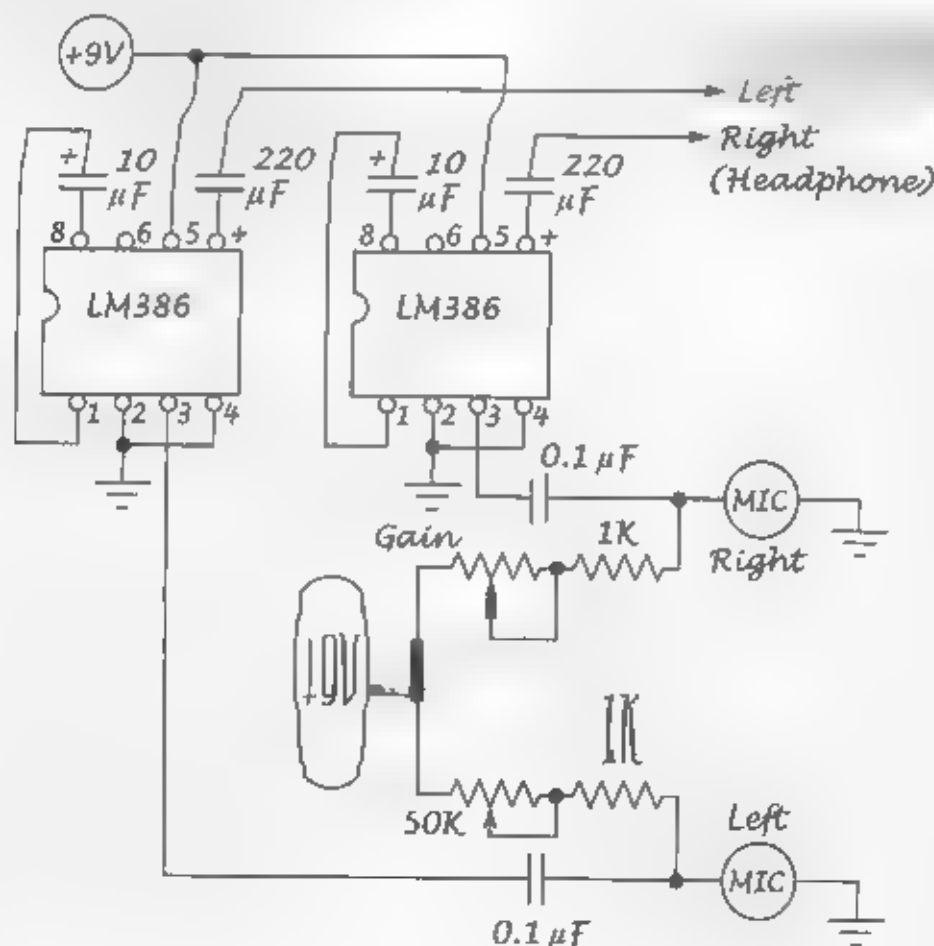 +9V
Left
Right
(Headphone)
+ 10 µF
220 µF
+ 10 µF
220 µF
8 6 5 +
8 6 5 +
LM386
LM386
1 2 3 4
1 2 3 4
0.1 µF
MIC
Right
Gain
1K
+9V
1K
50K
Left
MIC
0.1 µF